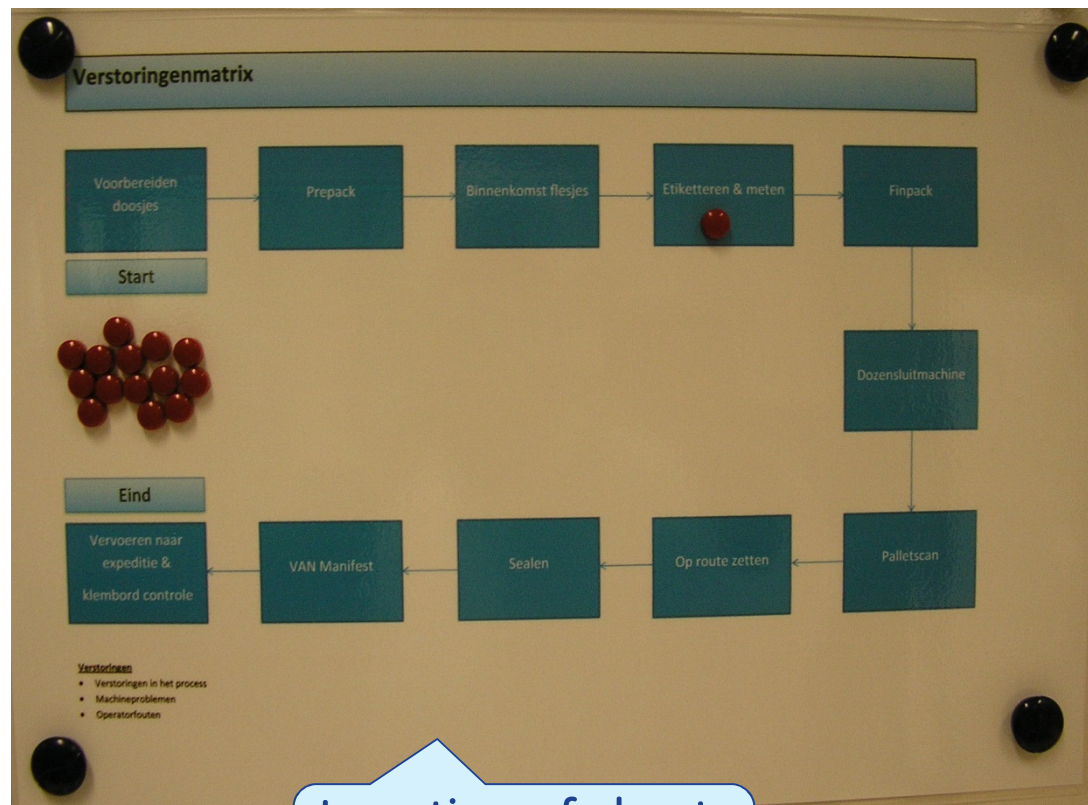 Verstoringenmatrix
Voorbereiden
doosjes
Prepack
Binnenkomst flesjes
Etiketteren & meten
Finpack
Start
Dozensluitmachine
Eind
Vervoeren naar
expeditie &
klembord controle
VAN Manifest
Sealen
Op route zetten
Palletscan
Verstoringen
• Verstoringen in het process
• Machineproblemen
• Operatorfouten